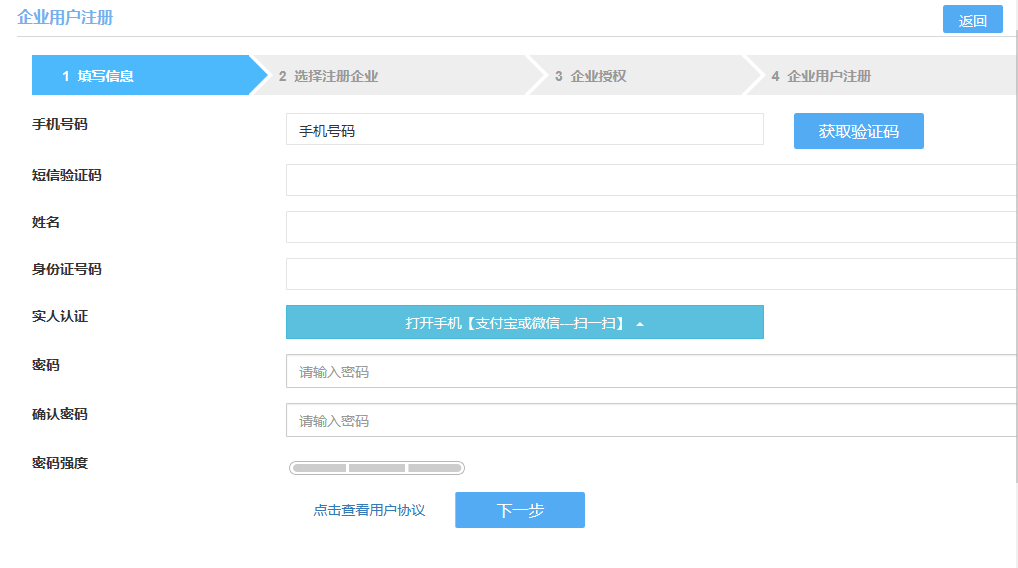 企业用户注册
返回
1 填写信息
2 选择注册企业
3 企业授权
4 企业用户注册
手机号码
手机号码
获取验证码
短信验证码
姓名
身份证号码
实人认证
打开手机【支付宝或微信---扫一扫】
密码
请输入密码
确认密码
请输入密码
密码强度
点击查看用户协议
下一步